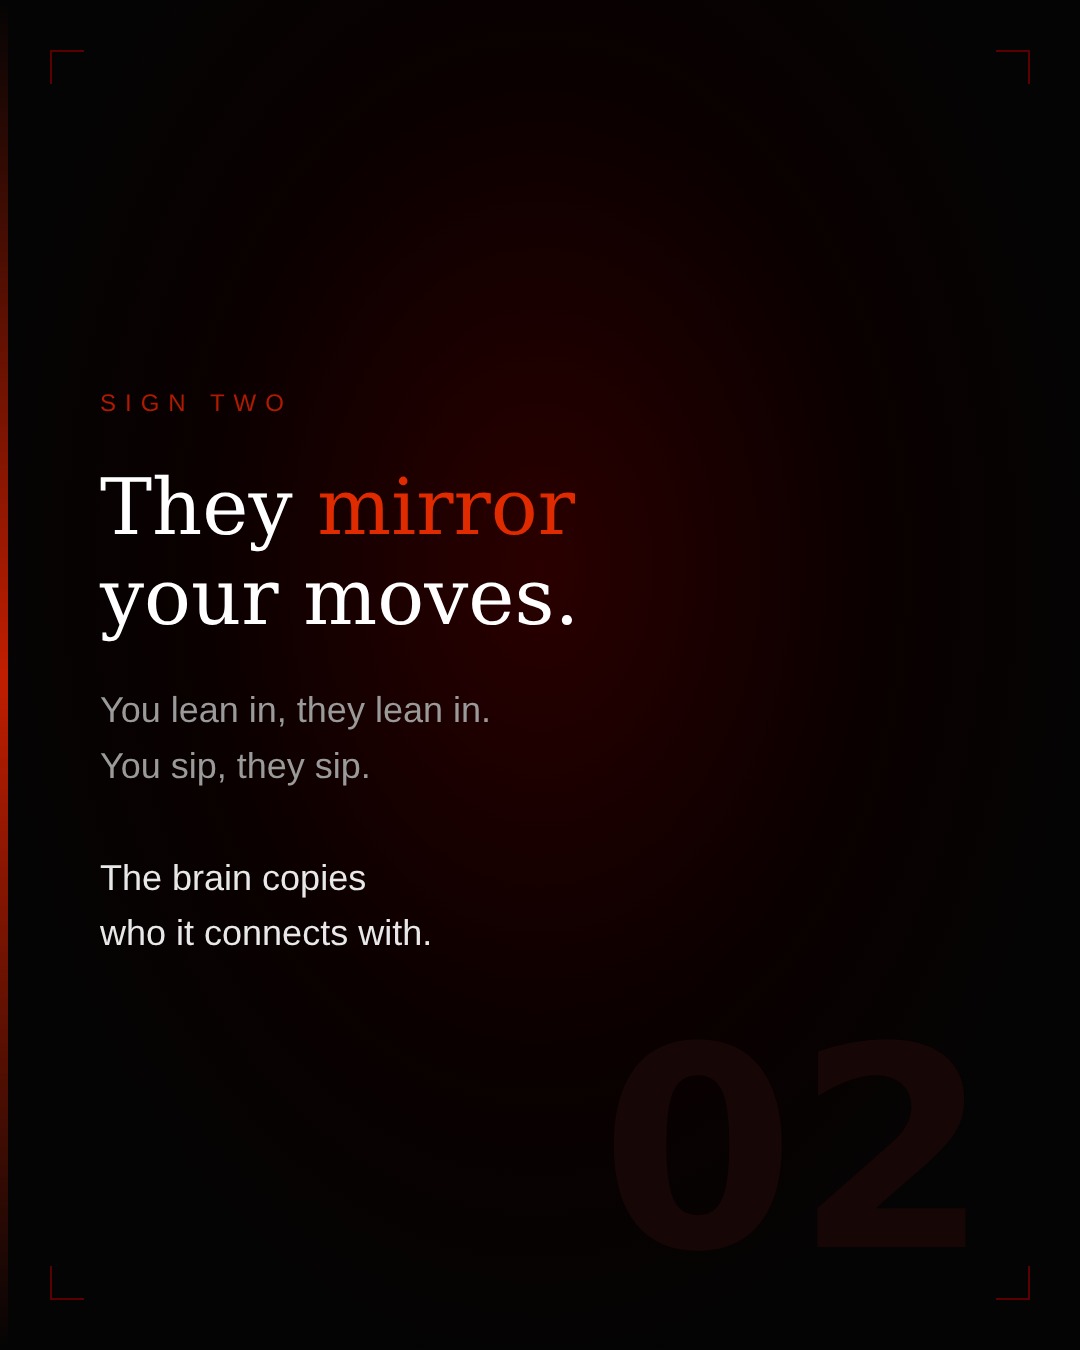 SIGN TWO
They mirror
your moves.
You lean in, they lean in.
You sip, they sip.
The brain copies
who it connects with.
02